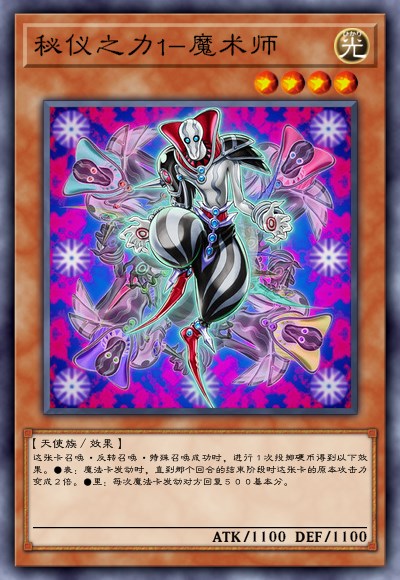 秘仪之力1-魔术师
光
【天使族／效果】
这张卡召唤·反转召唤·特殊召唤成功时，进行1次投掷硬币得到以下效
果。●表：魔法卡发动时，直到那个回合的结束阶段时这张卡的原本攻击力
变成2倍。●里：每次魔法卡发动对方回复500基本分。
ATK/1100 DEF/1100